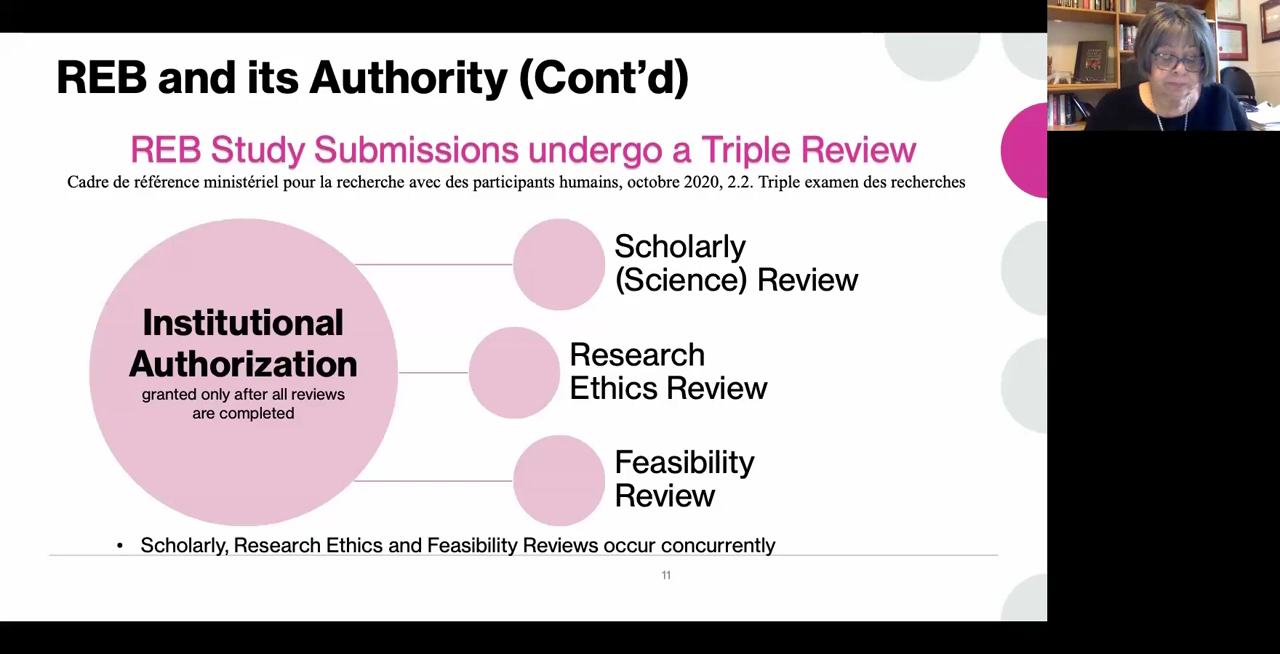 REB and its Authority (Cont’d)
REB Study Submissions undergo a Triple Review
Cadre de référence ministériel pour la recherche avec des participants humains, octobre 2020, 2.2. Triple examen des recherches
Institutional
Authorization
granted only after all reviews
are completed
Scholarly
(Science) Review
Research
Ethics Review
Feasibility
Review
• Scholarly, Research Ethics and Feasibility Reviews occur concurrently
11